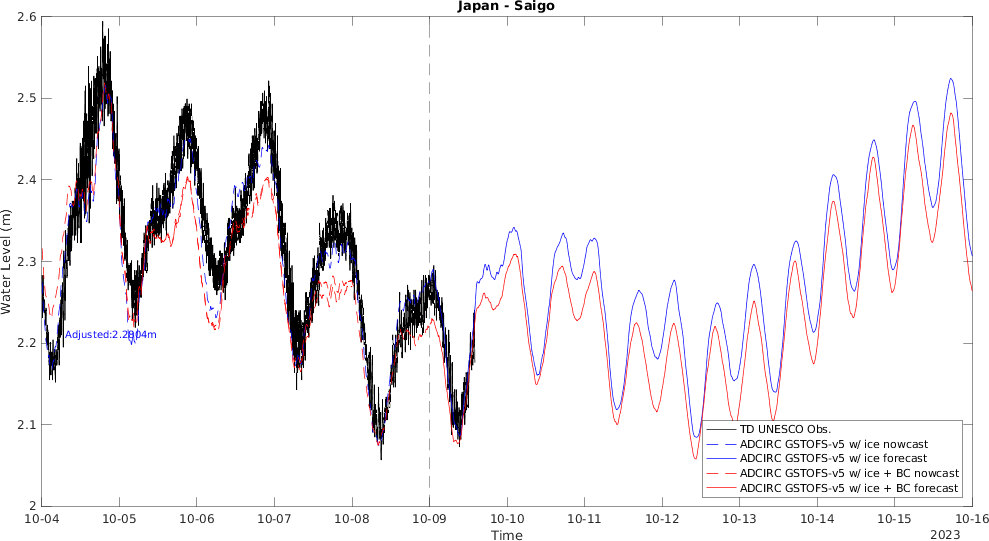 Japan - Saigo
2.6
2.5
2.4
2.3
2.2
2.1
2
Water Level (m)
Adjusted:2.2904m
TD UNESCO Obs.
ADCIRC GSTOFS-v5 w/ ice nowcast
ADCIRC GSTOFS-v5 w/ ice forecast
ADCIRC GSTOFS-v5 w/ ice + BC nowcast
ADCIRC GSTOFS-v5 w/ ice + BC forecast
10-04 10-05 10-06 10-07 10-08 10-09 10-10 10-11 10-12 10-13 10-14 10-15 10-16
Time
2023